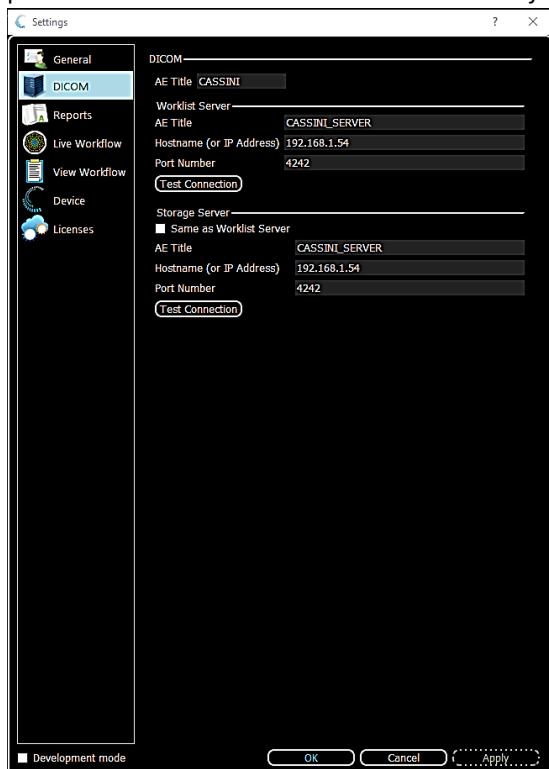 Settings
?
General
DICOM
Reports
Live Workflow
View Workflow
Device
Licenses
DICOM
AE Title CASSINI
Worklist Server
AE Title CASSINI_SERVER
Hostname (or IP Address) 192.168.1.54
Port Number 4242
Test Connection
Storage Server
Same as Worklist Server
AE Title CASSINI_SERVER
Hostname (or IP Address) 192.168.1.54
Port Number 4242
Test Connection
Development mode
OK Cancel Apply